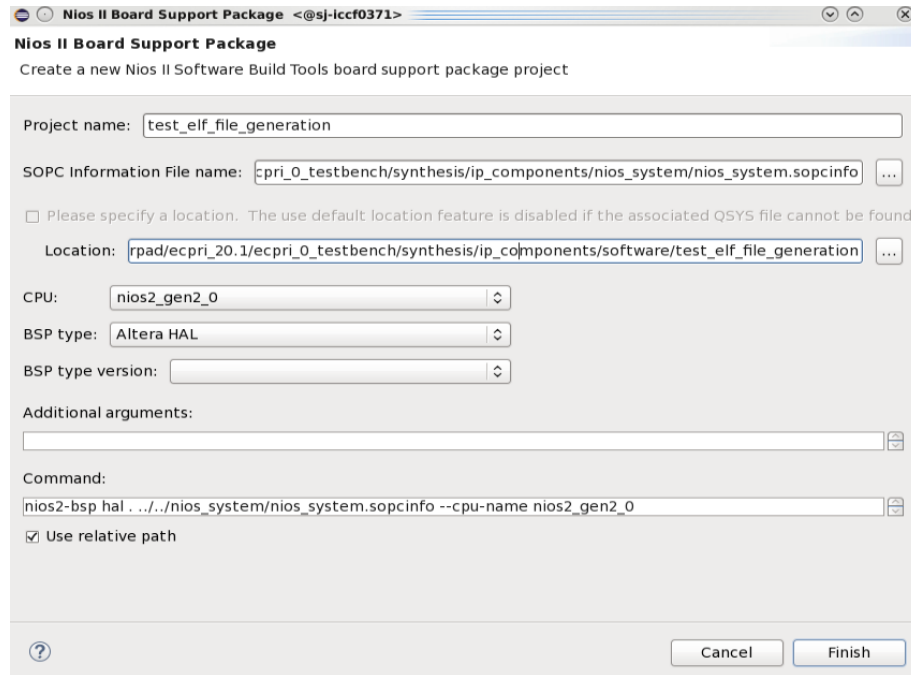 Nios II Board Support Package <@sj-iccf0371>
Nios II Board Support Package
Create a new Nios II Software Build Tools board support package project
Project name: test_elf_file_generation
SOPC Information File name: cpri_0_testbench/synthesis/ip_components/nios_system/nios_system.sopcinfo ...
Please specify a location. The use default location feature is disabled if the associated QSYS file cannot be found
Location: rpad/ecpri_20.1/ecpri_0_testbench/synthesis/ip_components/software/test_elf_file_generation ...
CPU: nios2_gen2_0
BSP type: Altera HAL
BSP type version:
Additional arguments:
Command:
nios2-bsp hal . ../../nios_system/nios_system.sopcinfo --cpu-name nios2_gen2_0
Use relative path
? Cancel Finish